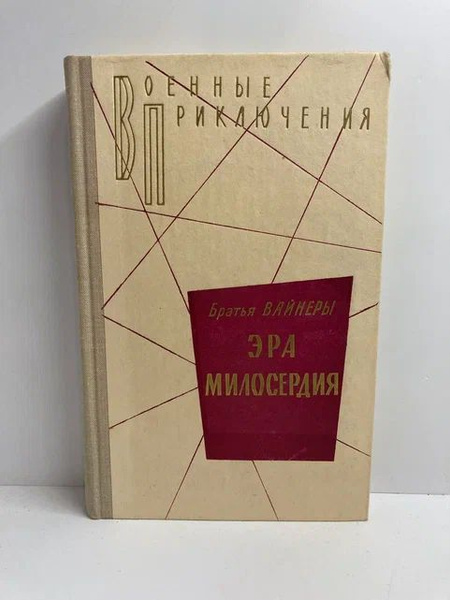 ВОЕННЫЕ
ПРИКЛЮЧЕНИЯ
Братья ВАЙНЕРЫ
ЭРА
МИЛОСЕРДИЯ